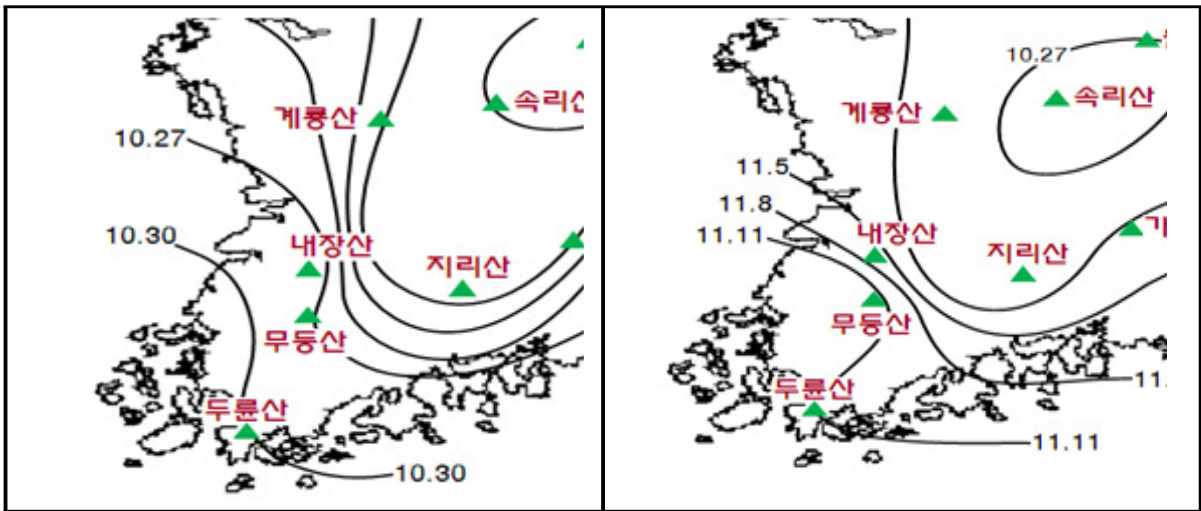 속리산
계룡산
10.27
10.30
내장산
지리산
무등산
두륜산
10.30
10.27
속리산
계룡산
11.5
11.8
11.11
내장산
지리산
무등산
두륜산
11.11